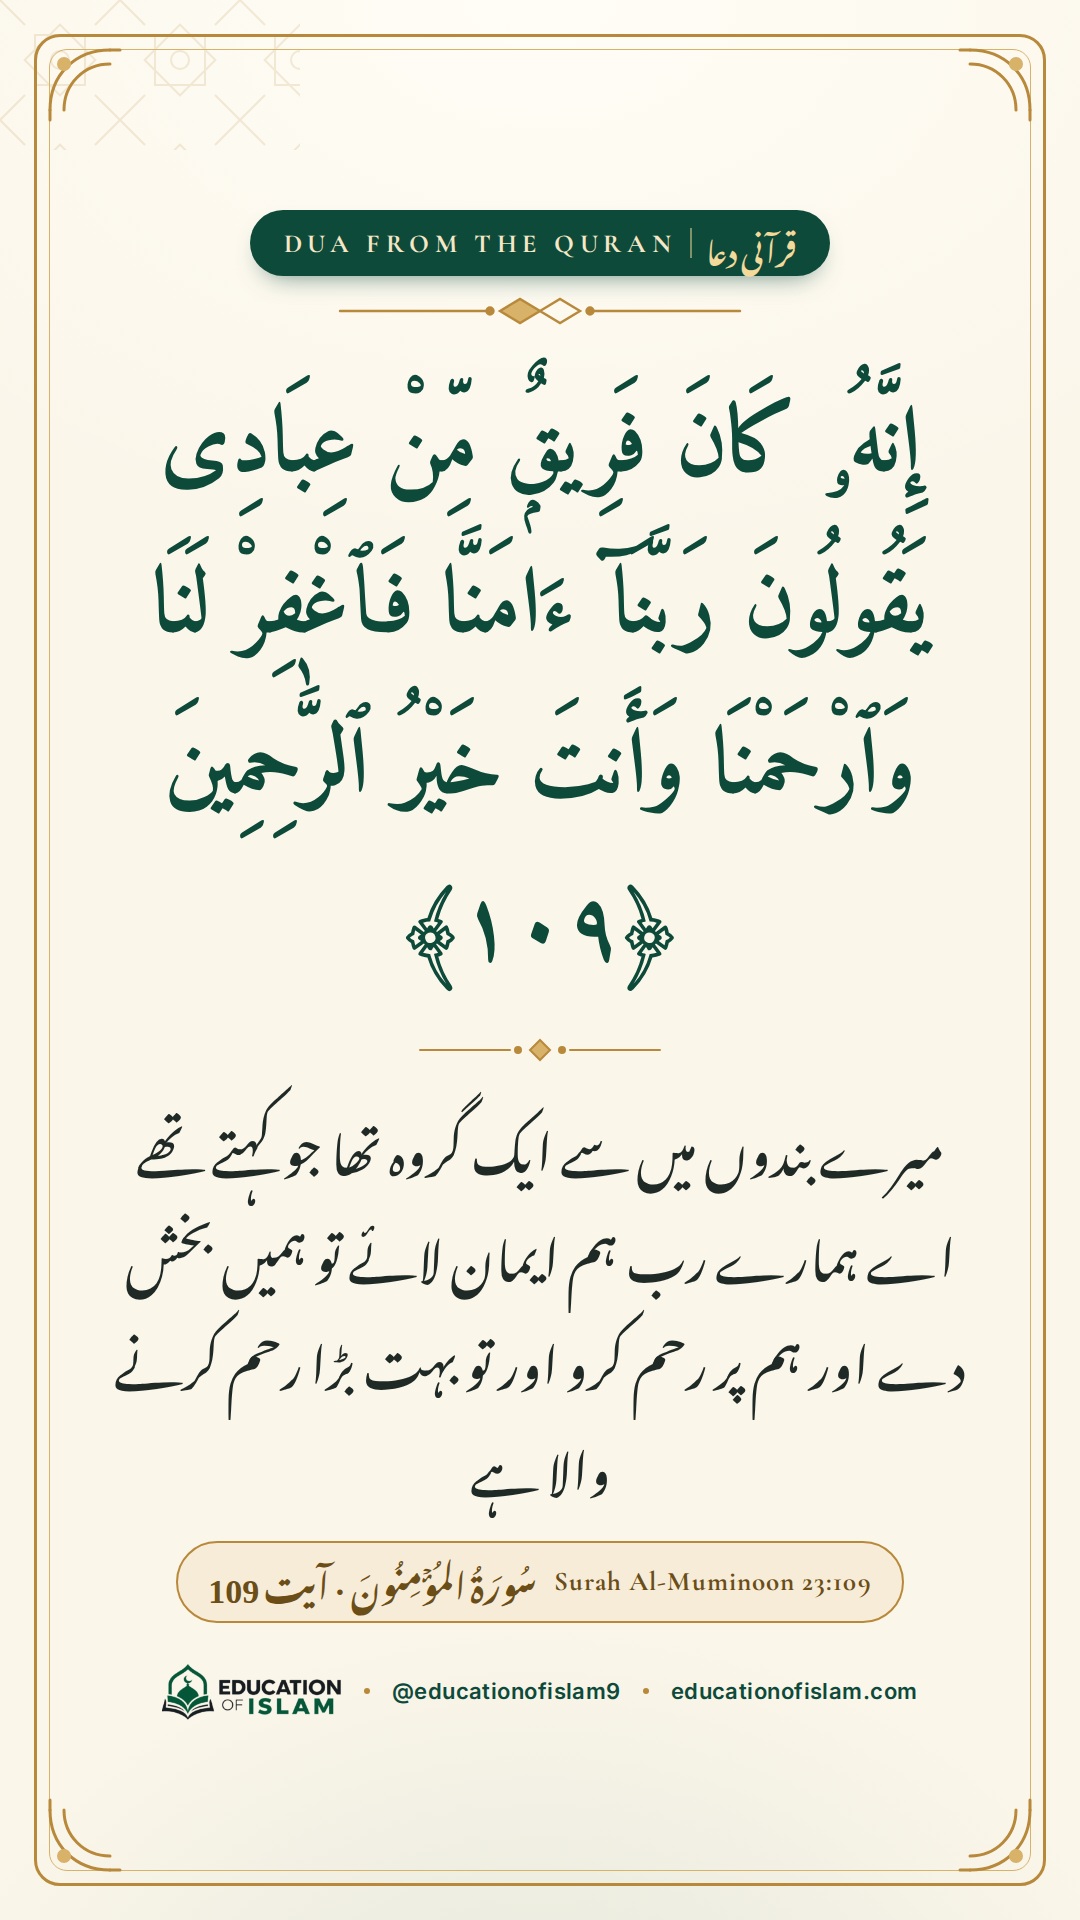 DUA FROM THE QURAN | قرآنی دعا
إِنَّهُۥ كَانَ فَرِيقٌۭ مِّنْ عِبَادِى
يَقُولُونَ رَبَّنَآ ءَامَنَّا فَٱغْفِرْ لَنَا
وَٱرْحَمْنَا وَأَنتَ خَيْرُ ٱلرَّٰحِمِينَ
﴿١٠٩﴾
میرے بندوں میں سے ایک گروہ تھا جو کہتے تھے
اے ہمارے رب ہم ایمان لائے تو ہمیں بخش
دے اور ہم پر رحم کرو اور تو بہت بڑا رحم کرنے
والا ہے
سُورَةُ المُؤۡمِنُونَ · آیت 109 Surah Al-Muminoon 23:109
EDUCATION OF ISLAM • @educationofislam9 • educationofislam.com